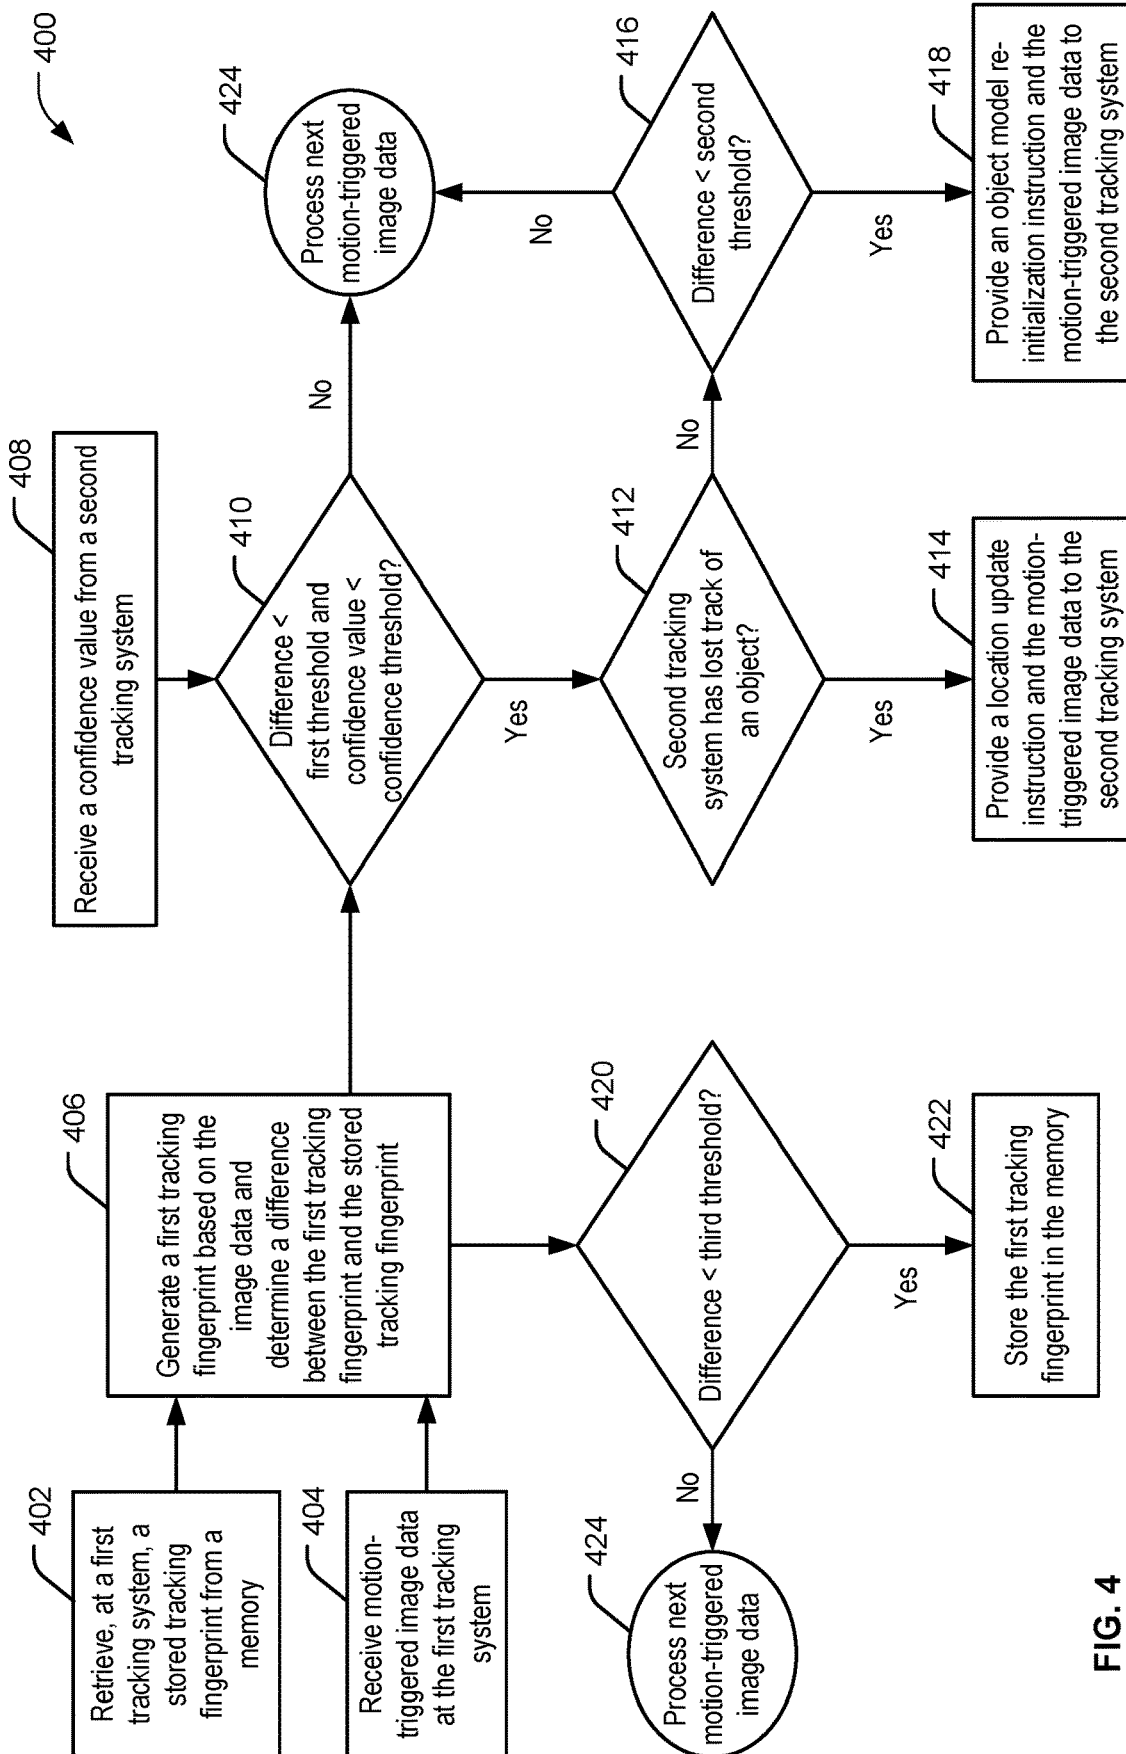 400
402
Retrieve, at a first
tracking system, a
stored tracking
fingerprint from a
memory
404
Receive motion-
triggered image data
at the first tracking
system
406
Generate a first tracking
fingerprint based on the
image data and
determine a difference
between the first tracking
fingerprint and the stored
tracking fingerprint
408
Receive a confidence value from a second
tracking system
410
Difference <
first threshold and
confidence value <
confidence threshold?
No
Yes
424
Process next
motion-triggered
image data
412
Second tracking
system has lost track of
an object?
No
Yes
414
Provide a location update
instruction and the motion-
triggered image data to the
second tracking system
416
Difference < second
threshold?
No
Yes
418
Provide an object model re-
initialization instruction and the
motion-triggered image data to
the second tracking system
420
Difference < third threshold?
No
Yes
422
Store the first tracking
fingerprint in the memory
424
Process next
motion-triggered
image data
FIG. 4